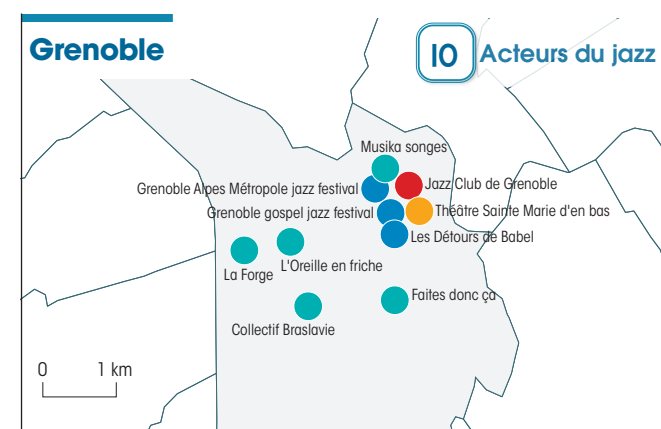 Grenoble
10 Acteurs du jazz
Musika songes
Grenoble Alpes Métropole jazz festival
Jazz Club de Grenoble
Grenoble gospel jazz festival
Théâtre Sainte Marie d'en bas
Les Détours de Babel
La Forge
L'Oreille en friche
Faites donc ça
Collectif Braslavie
0 1 km